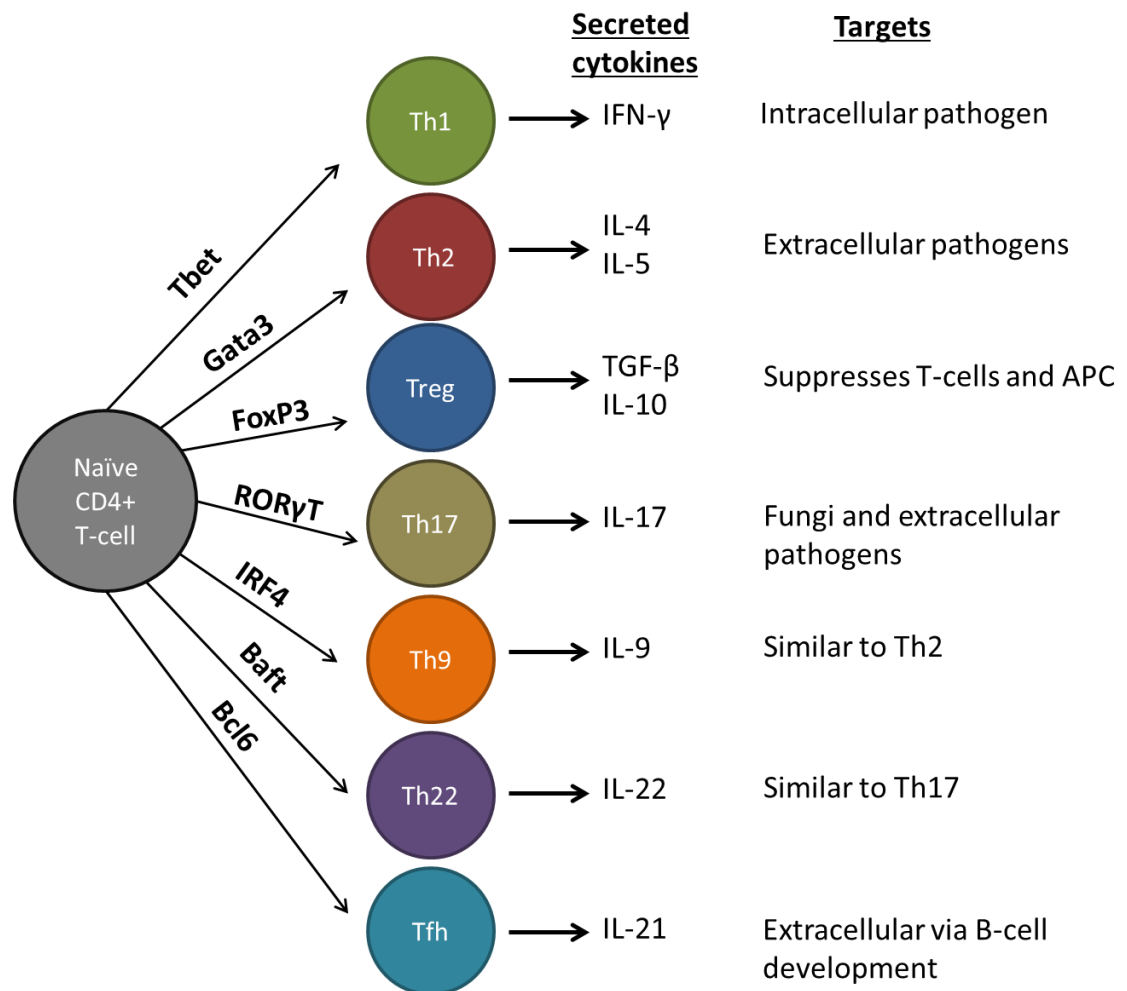 Secreted
cytokines
Targets
Th1
IFN-γ
Intracellular pathogen
Tbet
Th2
IL-4
IL-5
Extracellular pathogens
Gata3
Treg
TGF-β
IL-10
Suppresses T-cells and APC
FoxP3
Naïve
CD4+
T-cell
RORγT
Th17
IL-17
Fungi and extracellular
pathogens
IRF4
Th9
IL-9
Similar to Th2
Baft
Th22
IL-22
Similar to Th17
Bcl6
Tfh
IL-21
Extracellular via B-cell
development